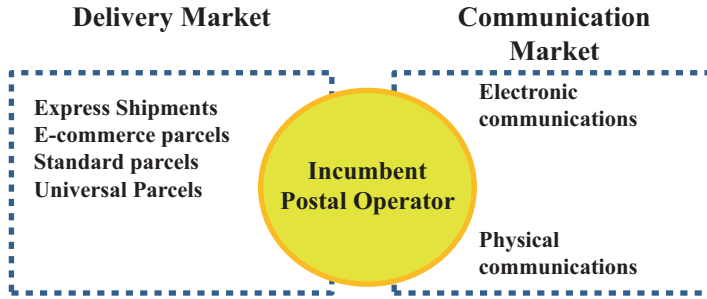 Delivery Market
Communication
Market
Express Shipments
E-commerce parcels
Standard parcels
Universal Parcels
Incumbent
Postal Operator
Electronic
communications
Physical
communications